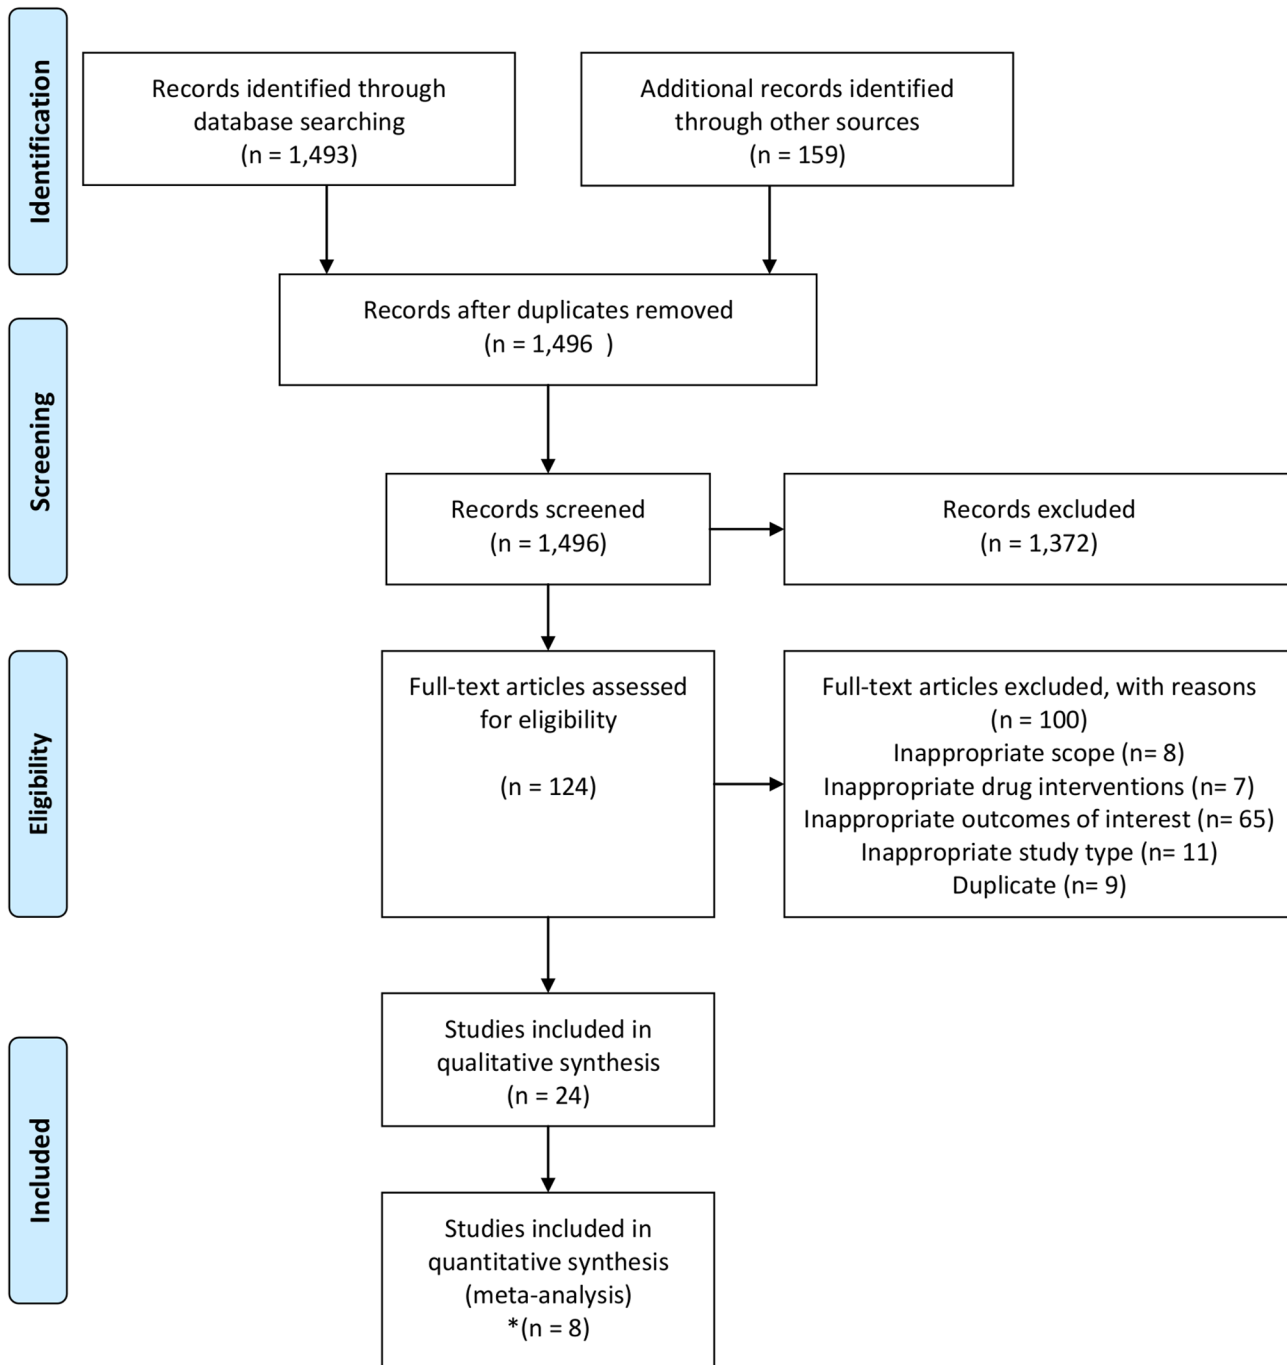 Identification
Records identified through
database searching
(n = 1,493)
Additional records identified
through other sources
(n = 159)
Records after duplicates removed
(n = 1,496  )
Screening
Records screened
(n = 1,496)
Records excluded
(n = 1,372)
Eligibility
Full-text articles assessed
for eligibility
(n = 124)
Full-text articles excluded, with reasons
(n = 100)
Inappropriate scope (n= 8)
Inappropriate drug interventions (n= 7)
Inappropriate outcomes of interest (n= 65)
Inappropriate study type (n= 11)
Duplicate (n= 9)
Included
Studies included in
qualitative synthesis
(n = 24)
Studies included in
quantitative synthesis
(meta-analysis)
*(n = 8)